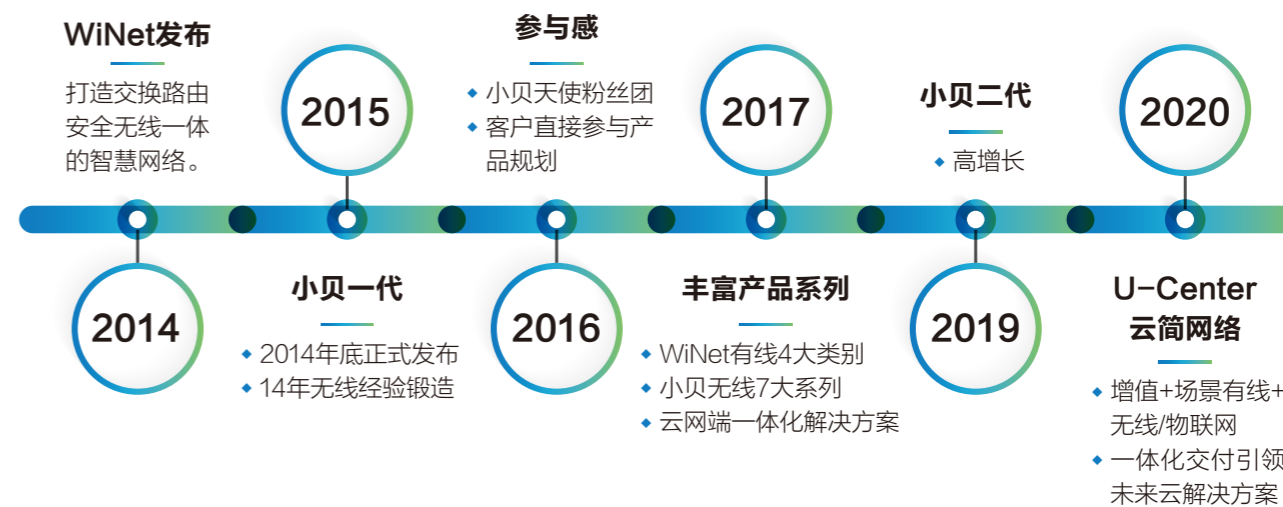 WiNet发布
打造交换路由
安全无线一体
的智慧网络。
2014
2015
小贝一代
2014年底正式发布
14年无线经验锻造
参与感
小贝天使粉丝团
客户直接参与产
品规划
2016
2017
丰富产品系列
WiNet有线4大类别
小贝无线7大系列
云网端一体化解决方案
小贝二代
高增长
2019
2020
U-Center
云简网络
增值+场景有线+
无线/物联网
一体化交付引领
未来云解决方案